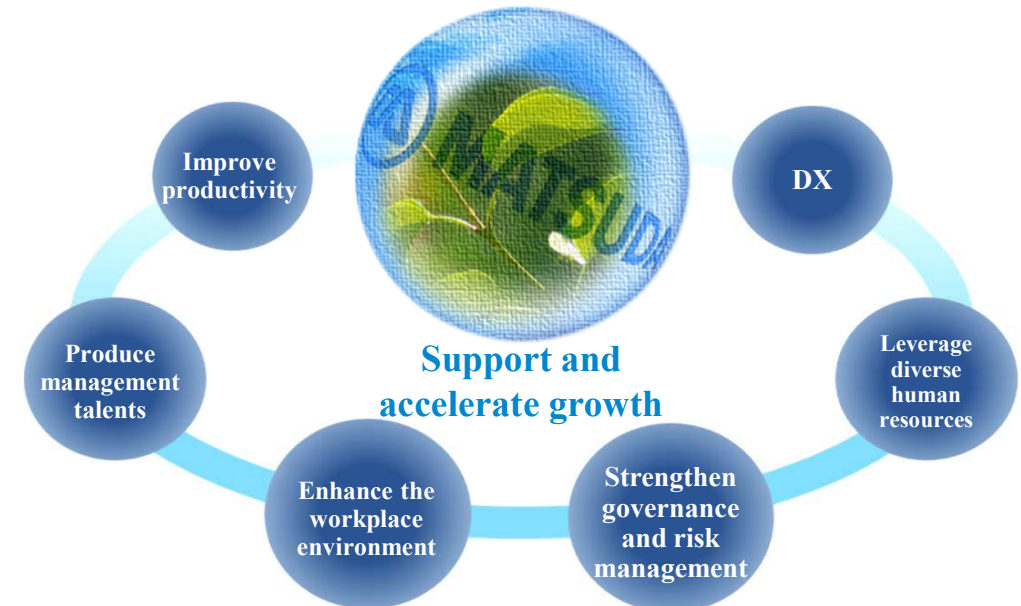 MATSUDA
Improve
productivity
DX
Produce
management
talents
Support and
accelerate growth
Leverage
diverse
human
resources
Enhance the
workplace
environment
Strengthen
governance
and risk
management